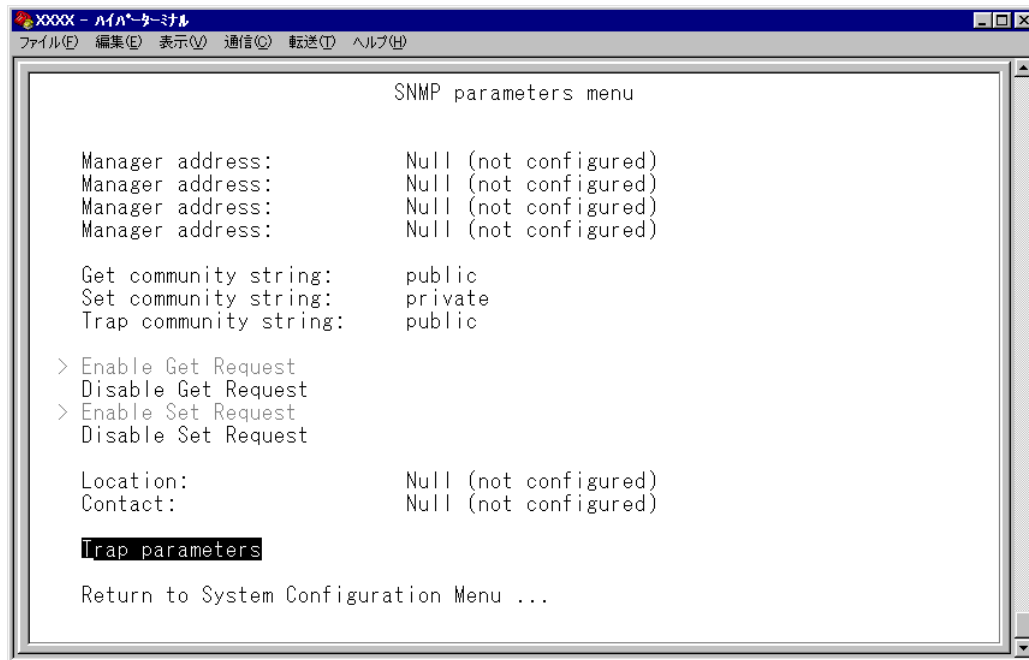 XXXX - ハイパーターミナル
ファイル(F) 編集(E) 表示(V) 通信(C) 転送(T) ヘルプ(H)
SNMP parameters menu
Manager address: Null (not configured)
Manager address: Null (not configured)
Manager address: Null (not configured)
Manager address: Null (not configured)
Get community string: public
Set community string: private
Trap community string: public
> Enable Get Request
Disable Get Request
> Enable Set Request
Disable Set Request
Location: Null (not configured)
Contact: Null (not configured)
Trap parameters
Return to System Configuration Menu ...